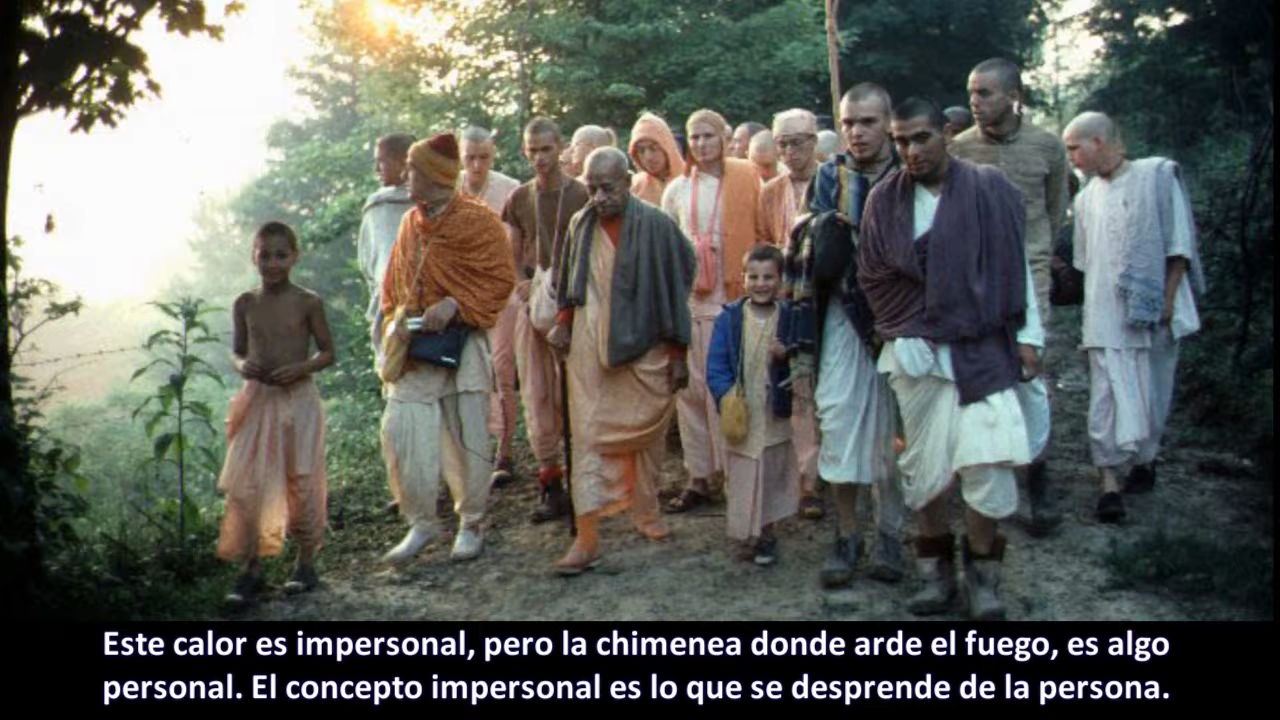 Este calor es impersonal, pero la chimenea donde arde el fuego, es algo
personal. El concepto impersonal es lo que se desprende de la persona.